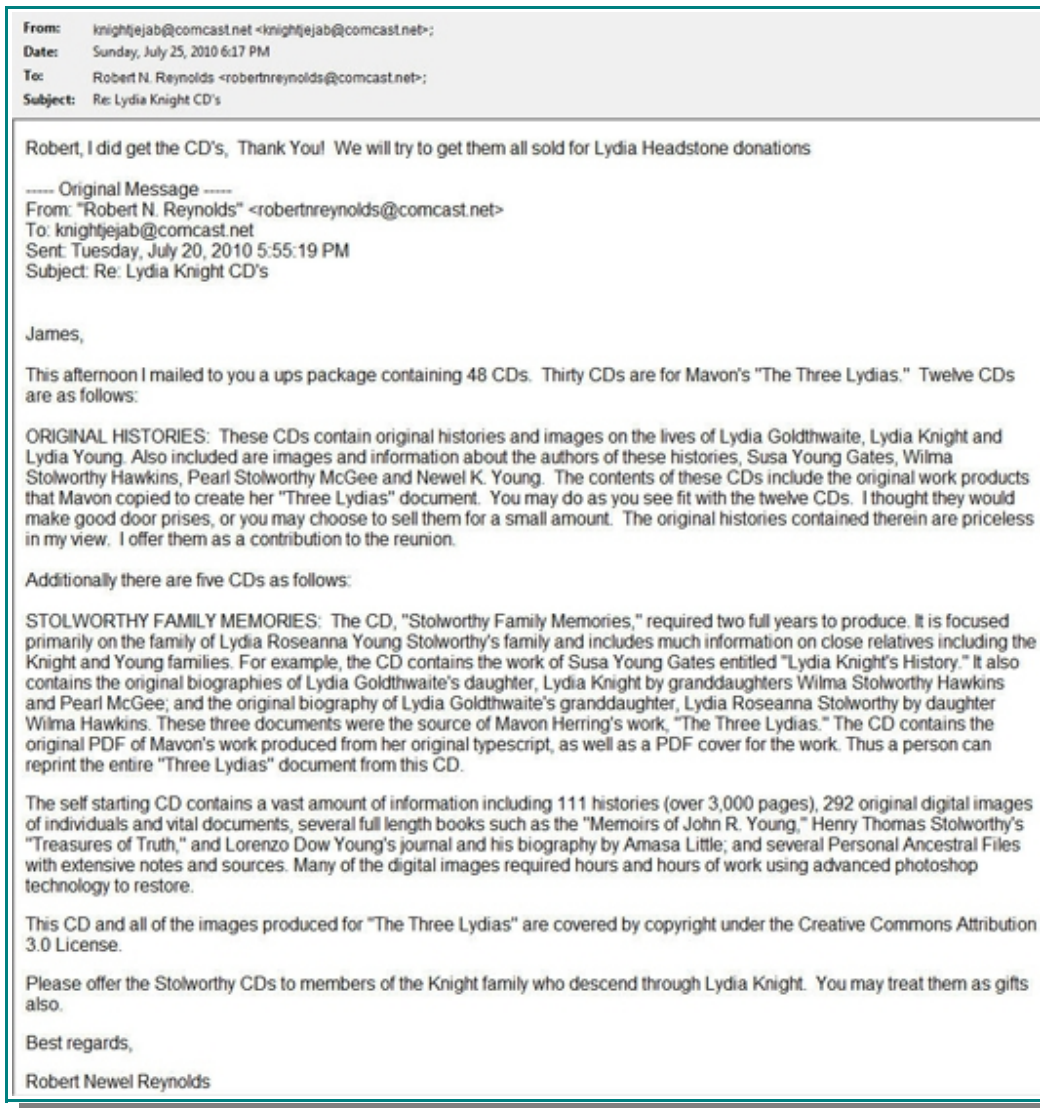 From: knightjejab@comcast.net <knightjejab@comcast.net>;
Date: Sunday, July 25, 2010 6:17 PM
To: Robert N. Reynolds <robertnreynolds@comcast.net>;
Subject: Re: Lydia Knight CD's
Robert, I did get the CD's, Thank You! We will try to get them all sold for Lydia Headstone donations
----- Original Message -----
From: "Robert N. Reynolds" <robertnreynolds@comcast.net>
To: knightjejab@comcast.net
Sent: Tuesday, July 20, 2010 5:55:19 PM
Subject: Re: Lydia Knight CD's
James,
This afternoon I mailed to you a ups package containing 48 CDs. Thirty CDs are for Mavon's "The Three Lydias." Twelve CDs
are as follows:
ORIGINAL HISTORIES: These CDs contain original histories and images on the lives of Lydia Goldthwaite, Lydia Knight and
Lydia Young. Also included are images and information about the authors of these histories, Susa Young Gates, Wilma
Stolworthy Hawkins, Pearl Stolworthy McGee and Newel K. Young. The contents of these CDs include the original work products
that Mavon copied to create her "Three Lydias" document. You may do as you see fit with the twelve CDs. I thought they would
make good door prises, or you may choose to sell them for a small amount. The original histories contained therein are priceless
in my view. I offer them as a contribution to the reunion.
Additionally there are five CDs as follows:
STOLWORTHY FAMILY MEMORIES: The CD, "Stolworthy Family Memories," required two full years to produce. It is focused
primarily on the family of Lydia Roseanna Young Stolworthy's family and includes much information on close relatives including the
Knight and Young families. For example, the CD contains the work of Susa Young Gates entitled "Lydia Knight's History." It also
contains the original biographies of Lydia Goldthwaite's daughter, Lydia Knight by granddaughters Wilma Stolworthy Hawkins
and Pearl McGee; and the original biography of Lydia Goldthwaite's granddaughter, Lydia Roseanna Stolworthy by daughter
Wilma Hawkins. These three documents were the source of Mavon Herring's work, "The Three Lydias." The CD contains the
original PDF of Mavon's work produced from her original typescript, as well as a PDF cover for the work. Thus a person can
reprint the entire "Three Lydias" document from this CD.
The self starting CD contains a vast amount of information including 111 histories (over 3,000 pages), 292 original digital images
of individuals and vital documents, several full length books such as the "Memoirs of John R. Young," Henry Thomas Stolworthy's
"Treasures of Truth," and Lorenzo Dow Young's journal and his biography by Amasa Little; and several Personal Ancestral Files
with extensive notes and sources. Many of the digital images required hours and hours of work using advanced photoshop
technology to restore.
This CD and all of the images produced for "The Three Lydias" are covered by copyright under the Creative Commons Attribution
3.0 License.
Please offer the Stolworthy CDs to members of the Knight family who descend through Lydia Knight. You may treat them as gifts
also.
Best regards,
Robert Newel Reynolds